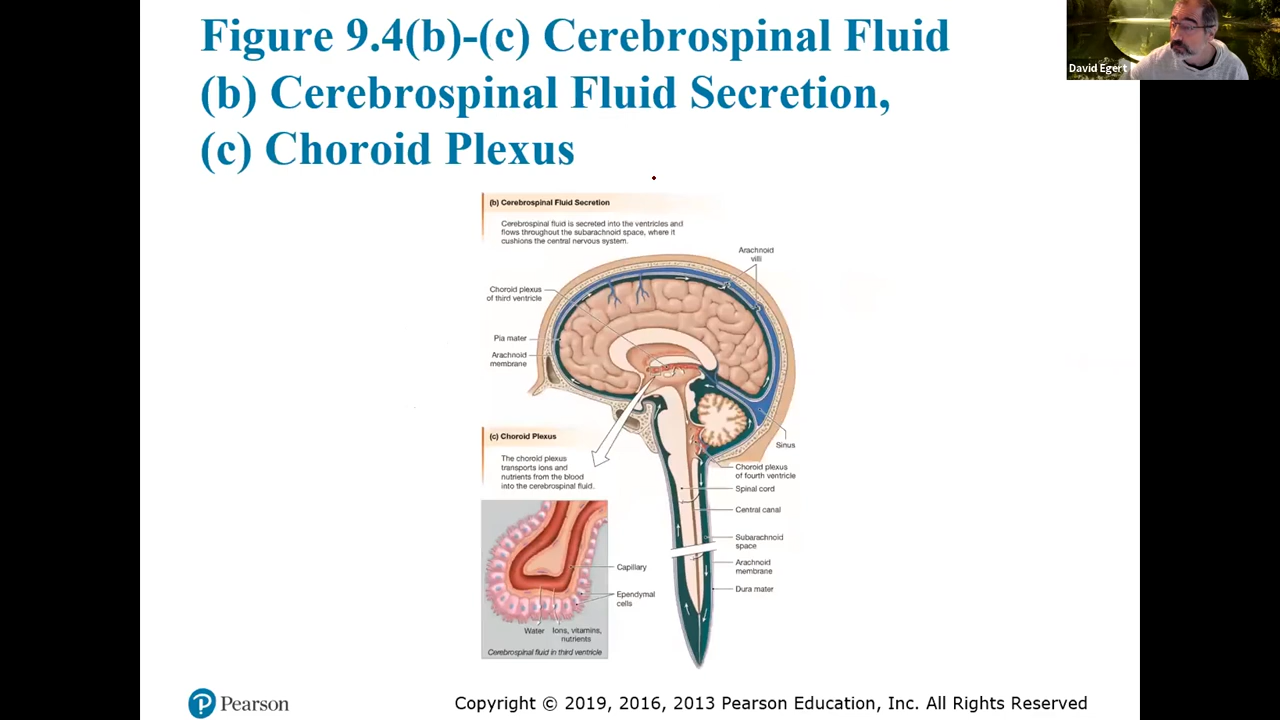 Figure 9.4(b)-(c) Cerebrospinal Fluid
(b) Cerebrospinal Fluid Secretion,
(c) Choroid Plexus
David Egert
(b) Cerebrospinal Fluid Secretion
Cerebrospinal fluid is secreted into the ventricles and
flows throughout the subarachnoid space, where it
cushions the central nervous system.
Arachnoid
villi
Choroid plexus
of third ventricle
Pia mater
Arachnoid
membrane
Sinus
(c) Choroid Plexus
The choroid plexus
transports ions and
nutrients from the blood
into the cerebrospinal fluid.
Choroid plexus
of fourth ventricle
Spinal cord
Central canal
Subarachnoid
space
Arachnoid
membrane
Dura mater
Capillary
Ependymal
cells
Water
Ions, vitamins,
nutrients
Cerebrospinal fluid in third ventricle
Pearson
Copyright © 2019, 2016, 2013 Pearson Education, Inc. All Rights Reserved